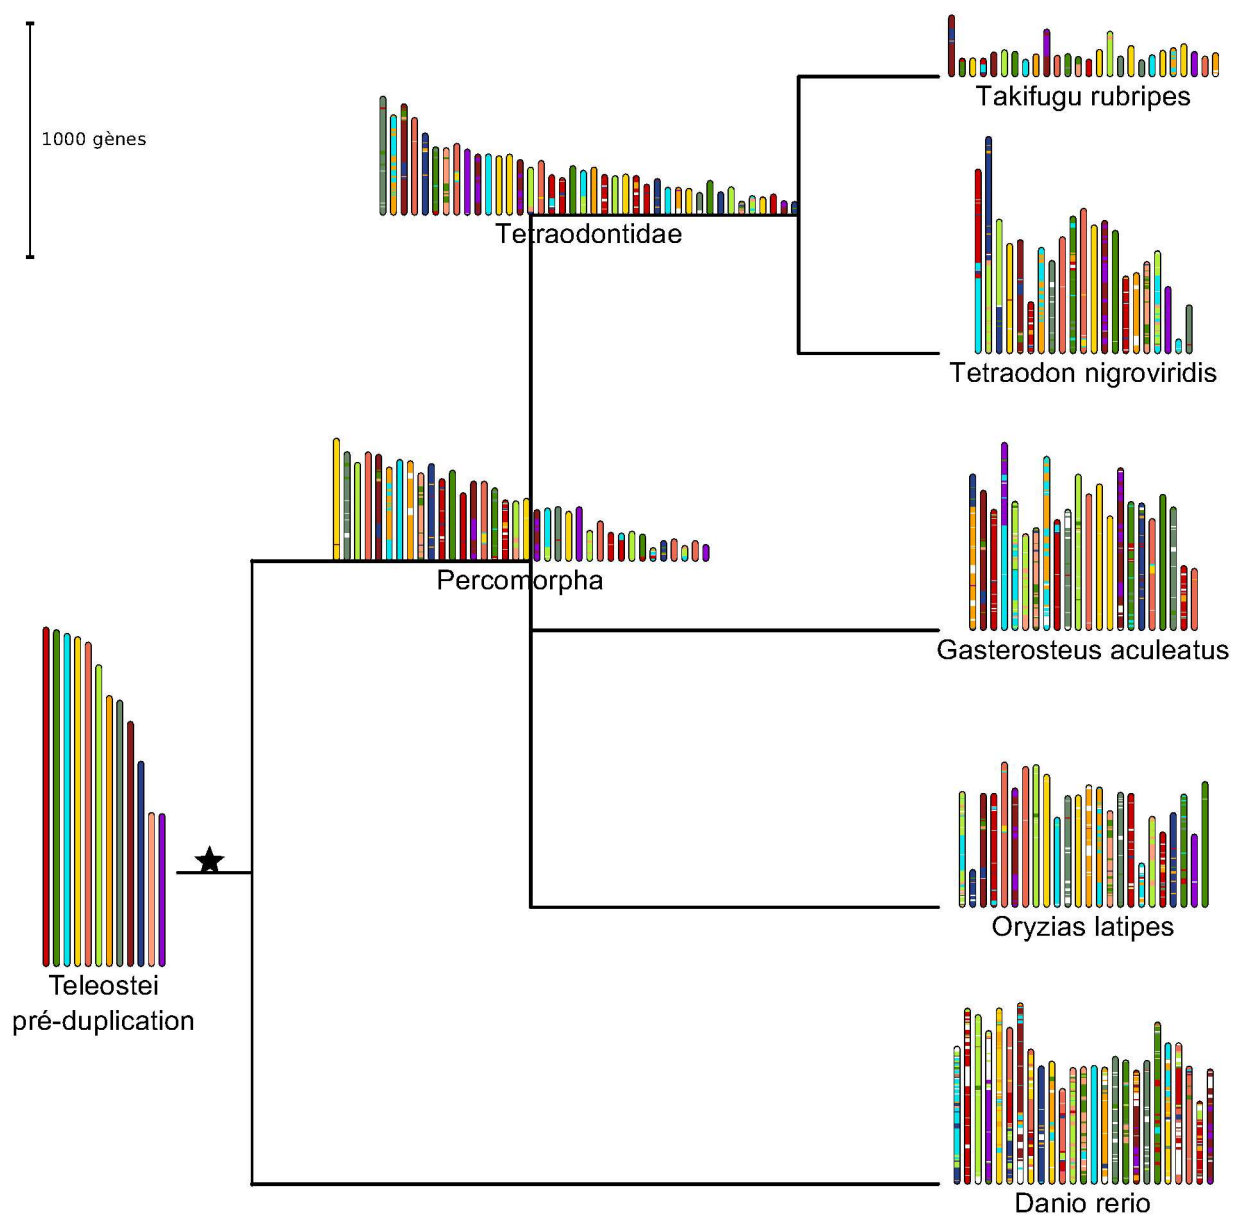 Takifugu rubripes
1000 gènes
Tetraodontidae
Tetraodon nigroviridis
Percomorpha
Gasterosteus aculeatus
Oryzias latipes
Teleostei
pré-duplication
Danio rerio